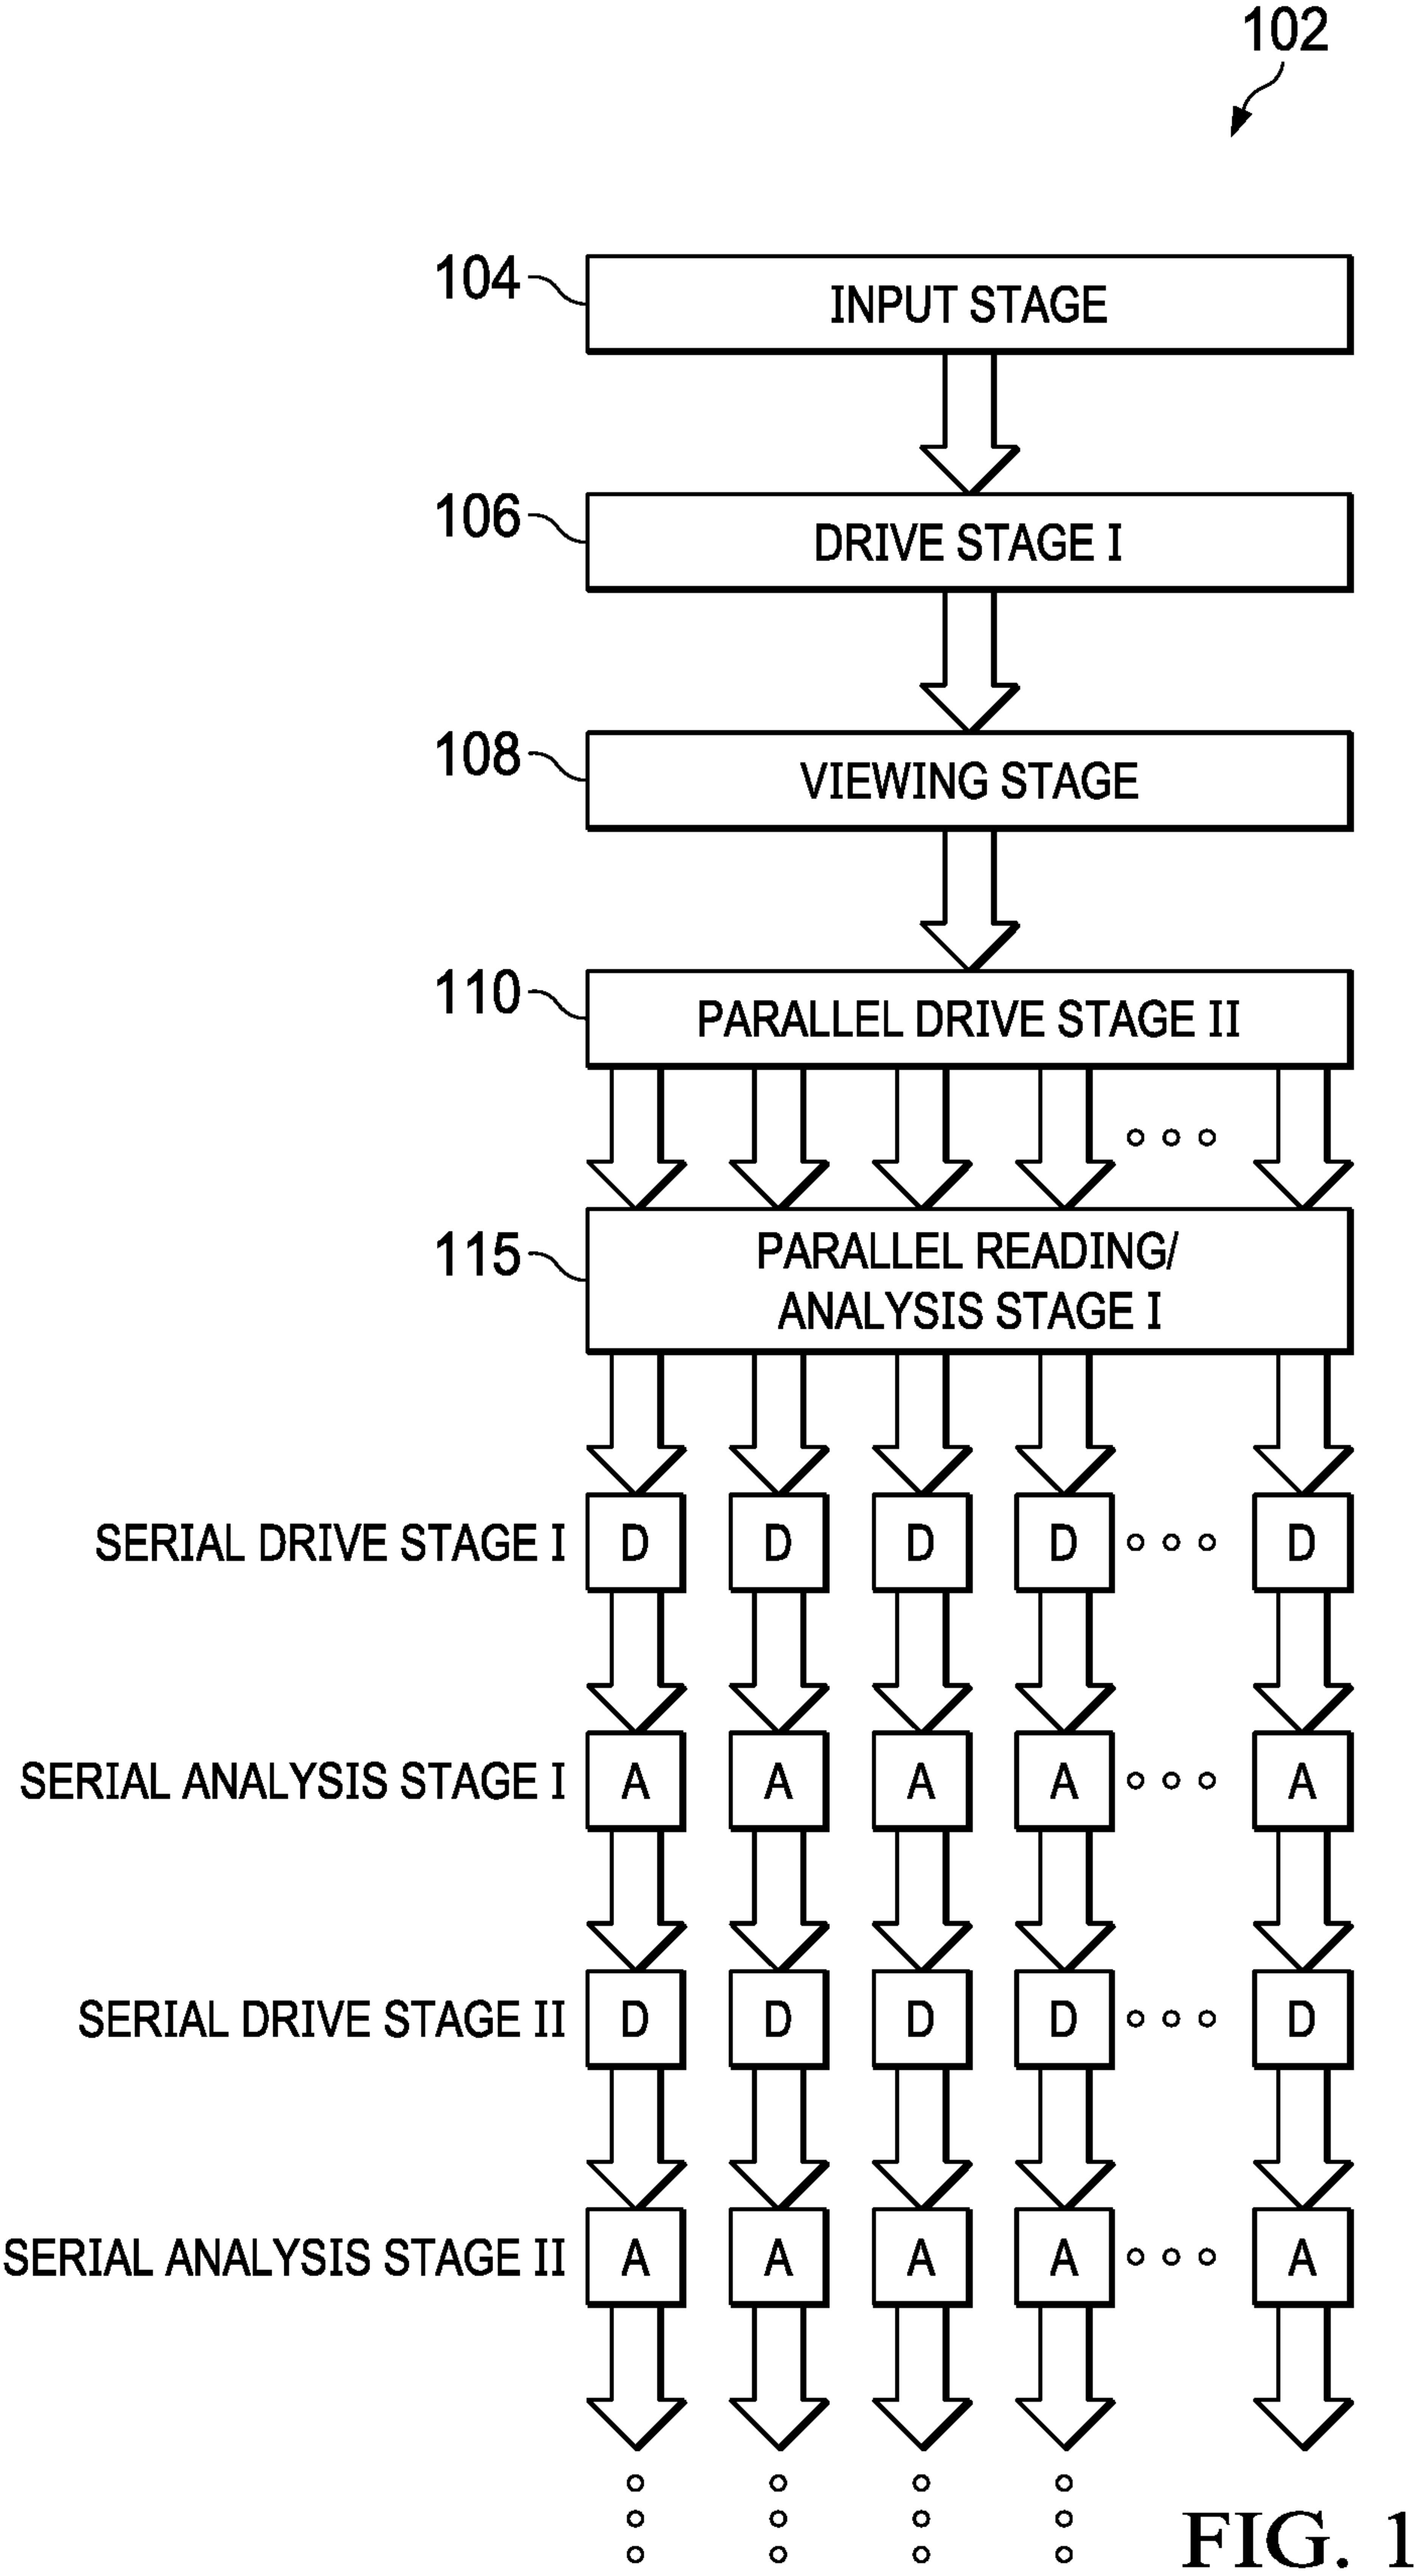 102
104
INPUT STAGE
106
DRIVE STAGE I
108
VIEWING STAGE
110
PARALLEL DRIVE STAGE II
115
PARALLEL READING/
ANALYSIS STAGE I
SERIAL DRIVE STAGE I D D D D D
SERIAL ANALYSIS STAGE I A A A A A
SERIAL DRIVE STAGE II D D D D D
SERIAL ANALYSIS STAGE II A A A A A
FIG. 1